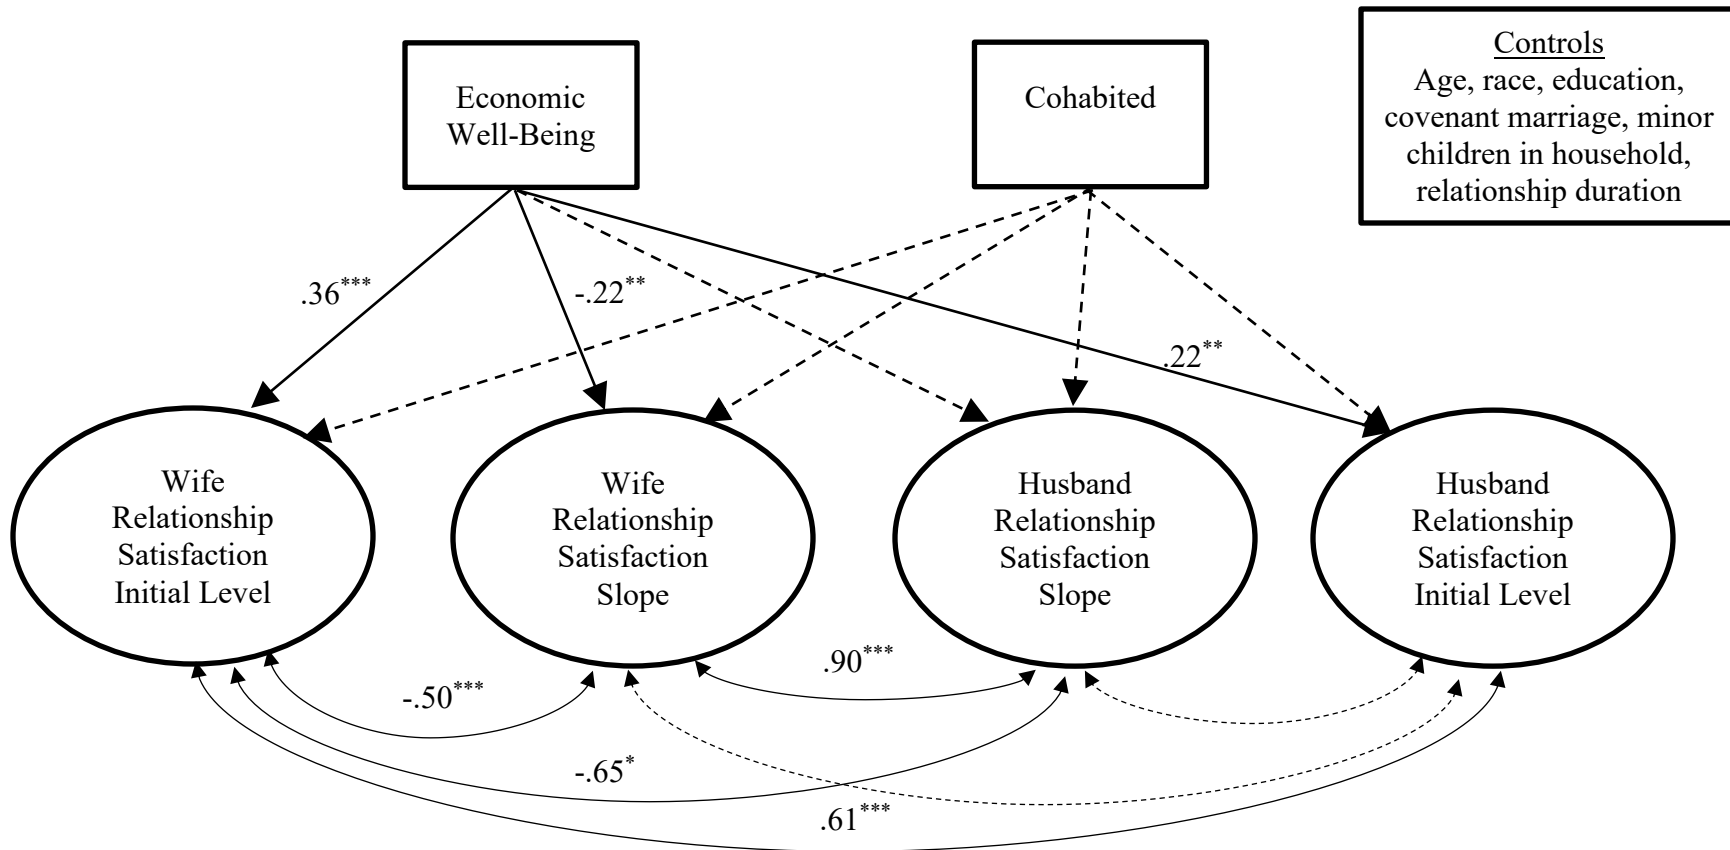 Economic
Well-Being
Cohabited
Controls
Age, race, education,
covenant marriage, minor
children in household,
relationship duration
.36***
-.22**
.22**
Wife
Relationship
Satisfaction
Initial Level
Wife
Relationship
Satisfaction
Slope
Husband
Relationship
Satisfaction
Slope
Husband
Relationship
Satisfaction
Initial Level
.90***
-.50***
-.65*
.61***